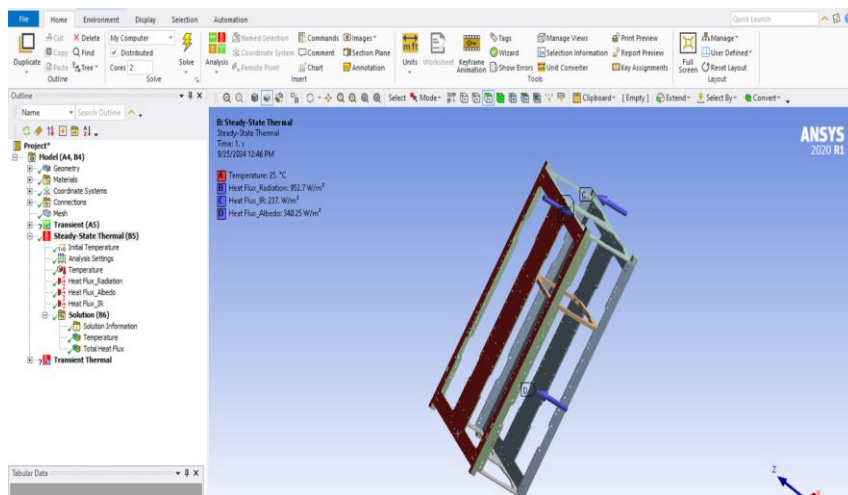 File Home Environment Display Selection Automation Quick Launch
Cut Delete My Computer Named Selection Commands Images Tags Manage Views Print Preview Manage
Duplicate Copy Find Distributed Solve Analysis Coordinate System Comment Section Plane Units Worksheet Keyframe Animation Wizard Selection Information Report Preview Full Screen User Defined
Paste Tree Cores 2 Remote Point Chart Annotation Show Errors Unit Converter Key Assignments Reset Layout
Outline Solve Insert Tools Layout
Outline
Select Mode Clipboard [Empty] Extend Select By Convert
Name Search Outline
Project*
Model (A4, B4)
Geometry
Materials
Coordinate Systems
Connections
Mesh
Transient (A5)
Steady-State Thermal (B5)
Initial Temperature
Analysis Settings
Temperature
Heat Flux_Radiation
Heat Flux_Albedo
Heat Flux_IR
Solution (B6)
Solution Information
Temperature
Total Heat Flux
Transient Thermal
Tabular Data
B: Steady-State Thermal
Steady-State Thermal
Time: 1. s
9/25/2024 12:46 PM
A Temperature: 25. °C
B Heat Flux_Radiation: 952.7 W/m²
C Heat Flux_IR: 237. W/m²
D Heat Flux_Albedo: 340.25 W/m²
ANSYS
2020 R1
C
D
Z
X